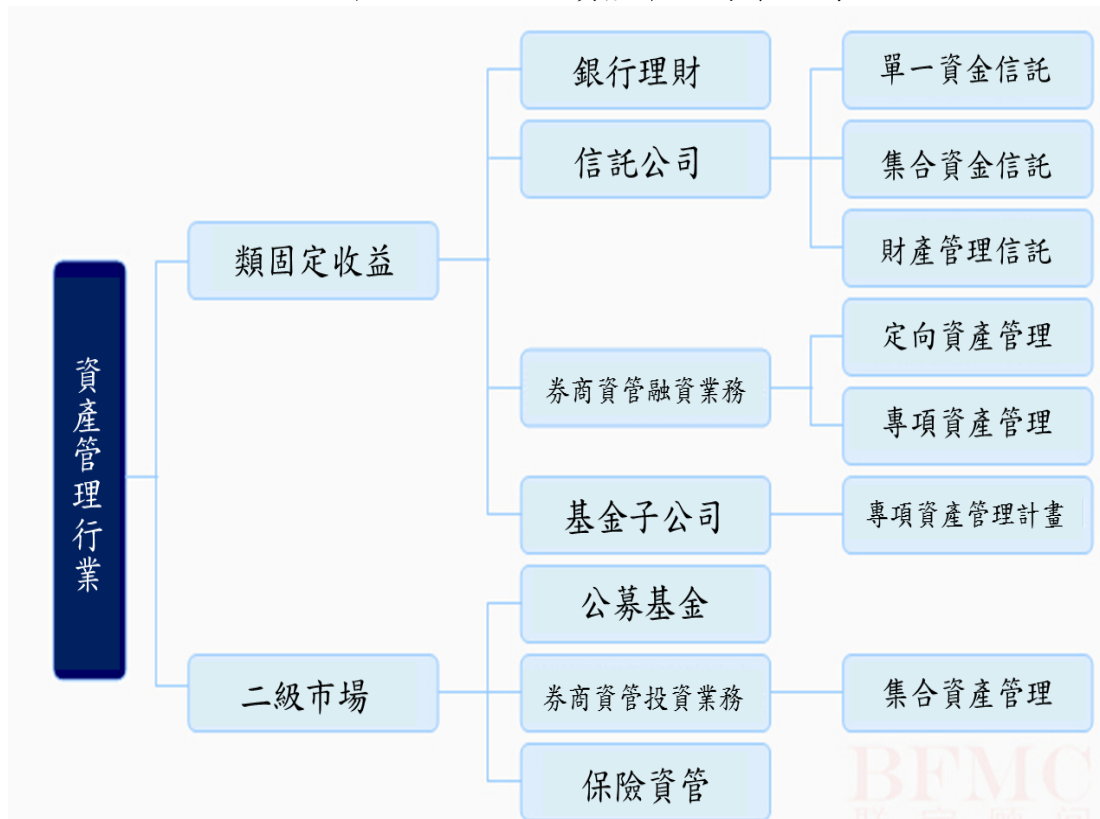 資產管理行業
類固定收益
銀行理財
信託公司
單一資金信託
集合資金信託
財產管理信託
券商資管融資業務
定向資產管理
專項資產管理
基金子公司
專項資產管理計畫
二級市場
公募基金
券商資管投資業務
集合資產管理
保險資管
BFMC